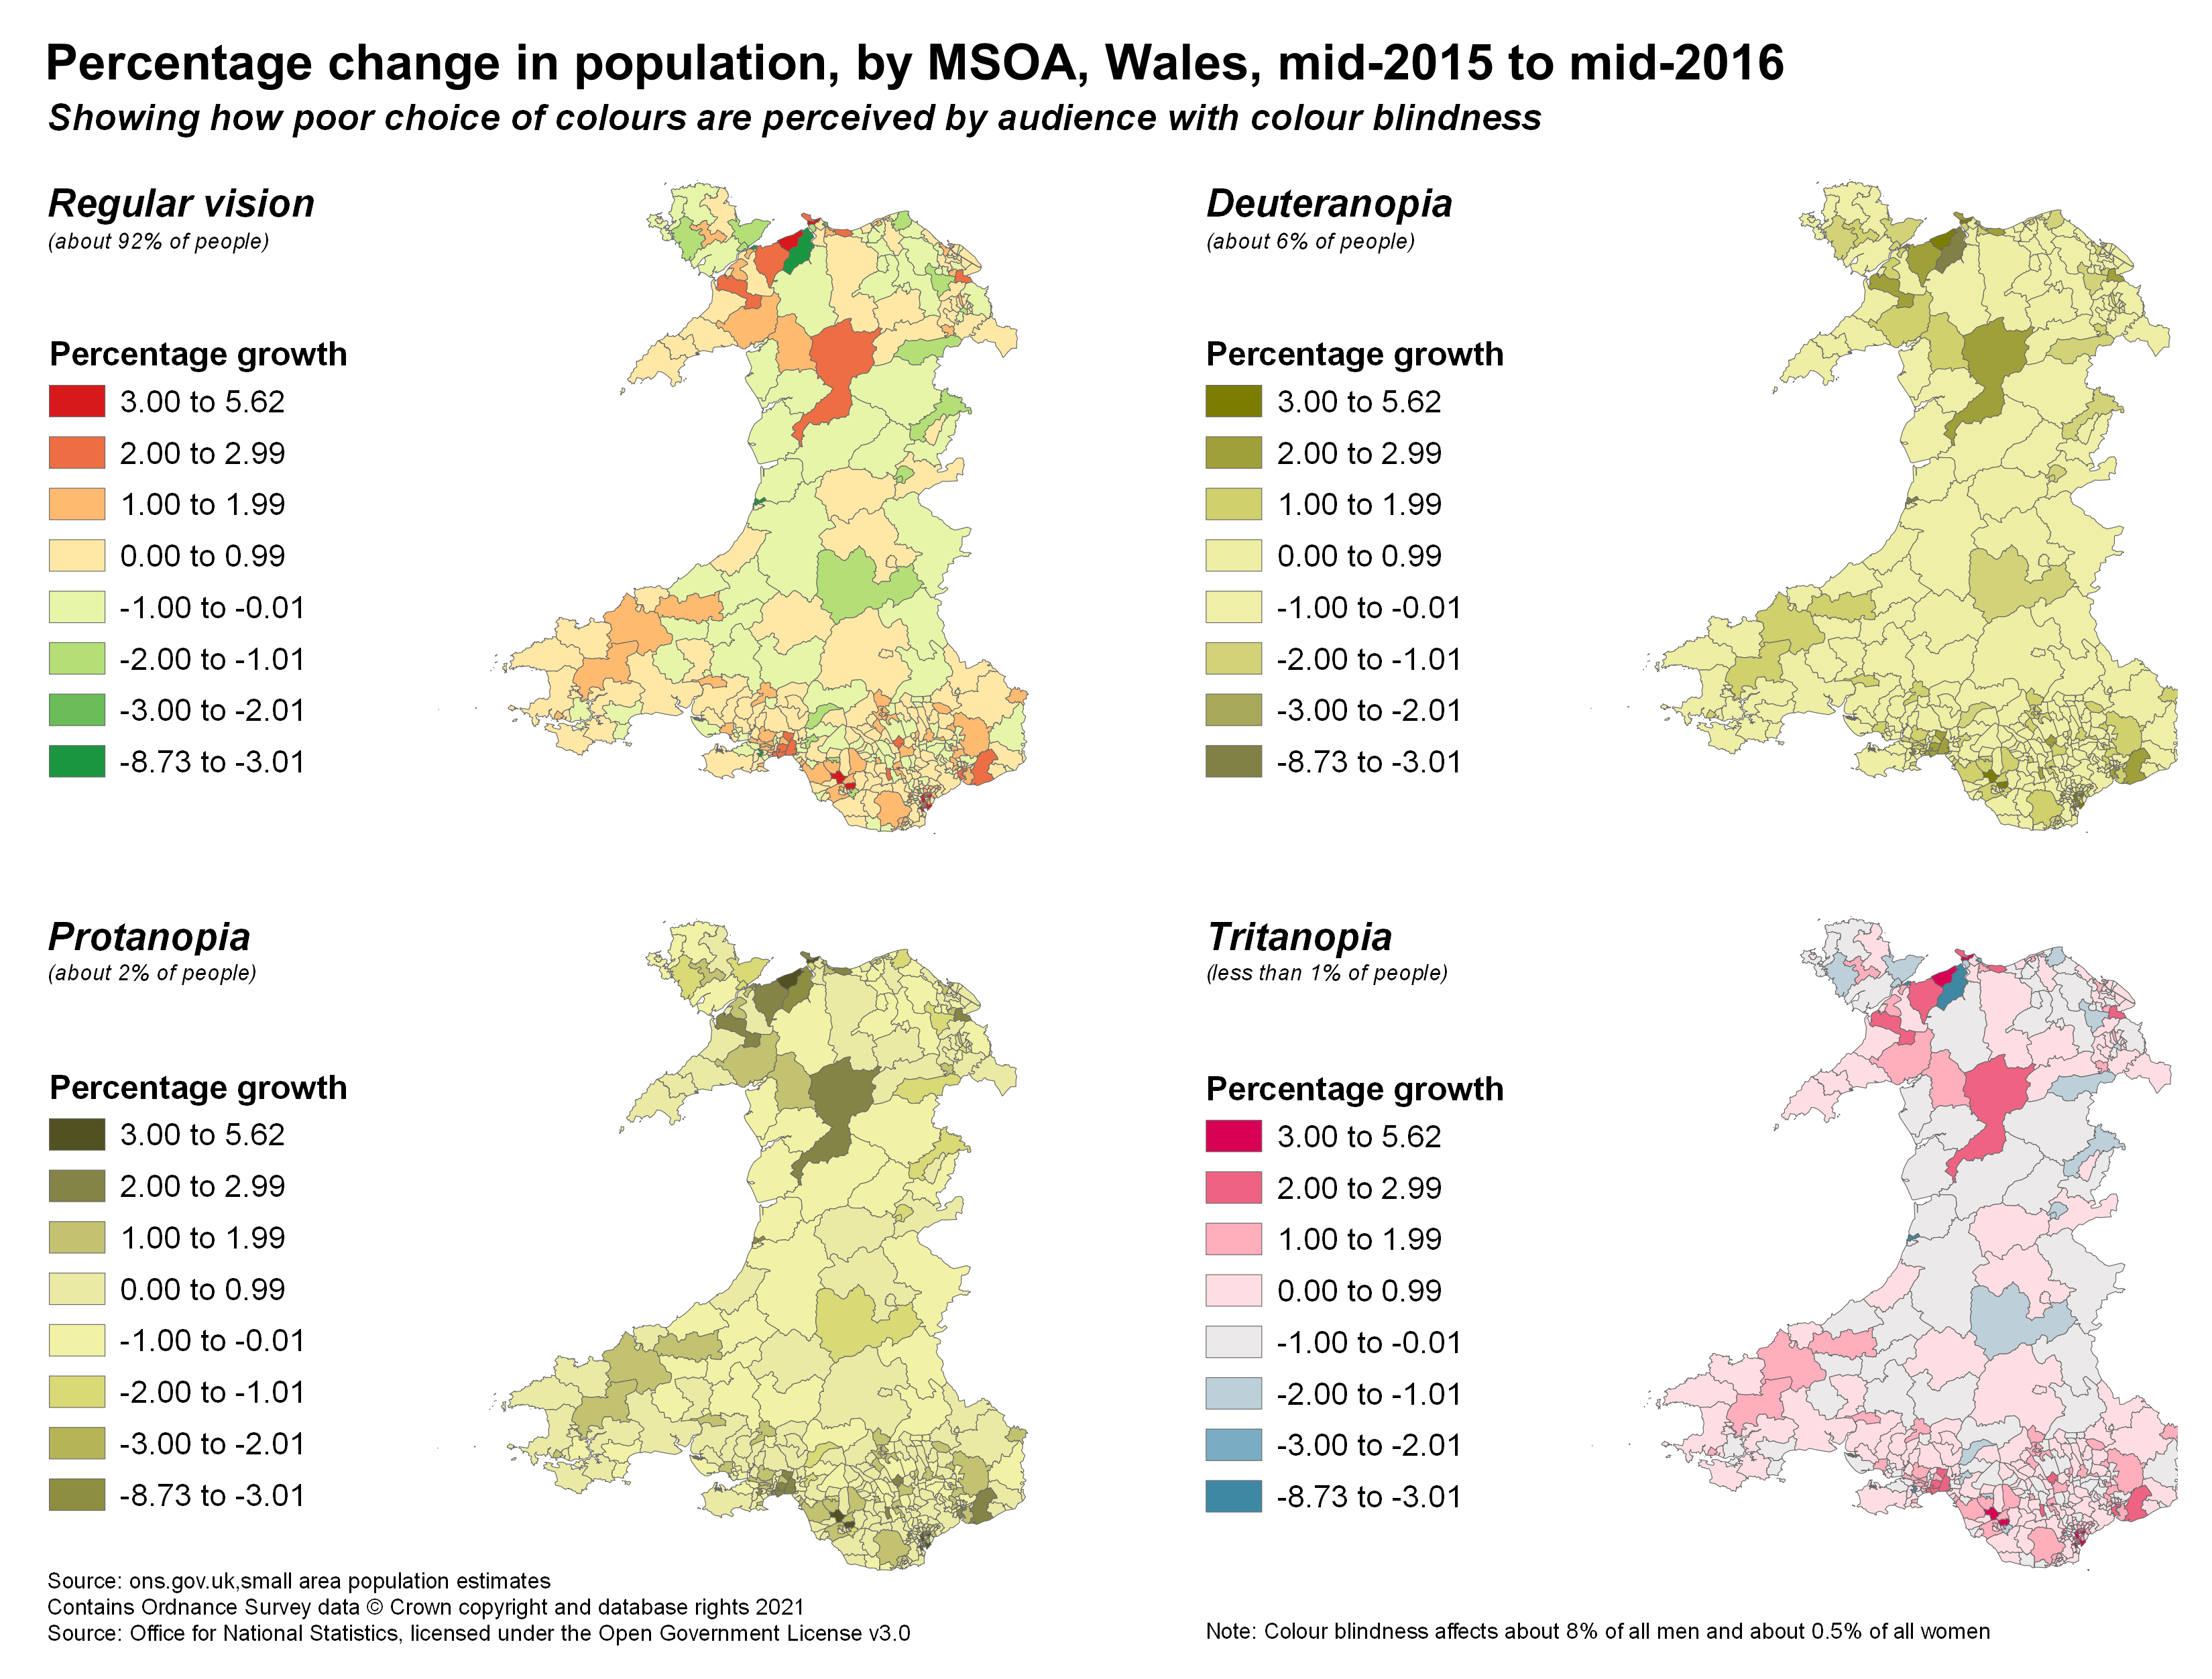 Percentage change in population, by MSOA, Wales, mid-2015 to mid-2016
Showing how poor choice of colours are perceived by audience with colour blindness
Regular vision
(about 92% of people)
Percentage growth
3.00 to 5.62
2.00 to 2.99
1.00 to 1.99
0.00 to 0.99
-1.00 to -0.01
-2.00 to -1.01
-3.00 to -2.01
-8.73 to -3.01
Deuteranopia
(about 6% of people)
Percentage growth
3.00 to 5.62
2.00 to 2.99
1.00 to 1.99
0.00 to 0.99
-1.00 to -0.01
-2.00 to -1.01
-3.00 to -2.01
-8.73 to -3.01
Protanopia
(about 2% of people)
Percentage growth
3.00 to 5.62
2.00 to 2.99
1.00 to 1.99
0.00 to 0.99
-1.00 to -0.01
-2.00 to -1.01
-3.00 to -2.01
-8.73 to -3.01
Tritanopia
(less than 1% of people)
Percentage growth
3.00 to 5.62
2.00 to 2.99
1.00 to 1.99
0.00 to 0.99
-1.00 to -0.01
-2.00 to -1.01
-3.00 to -2.01
-8.73 to -3.01
Source: ons.gov.uk,small area population estimates
Contains Ordnance Survey data © Crown copyright and database rights 2021
Source: Office for National Statistics, licensed under the Open Government License v3.0
Note: Colour blindness affects about 8% of all men and about 0.5% of all women